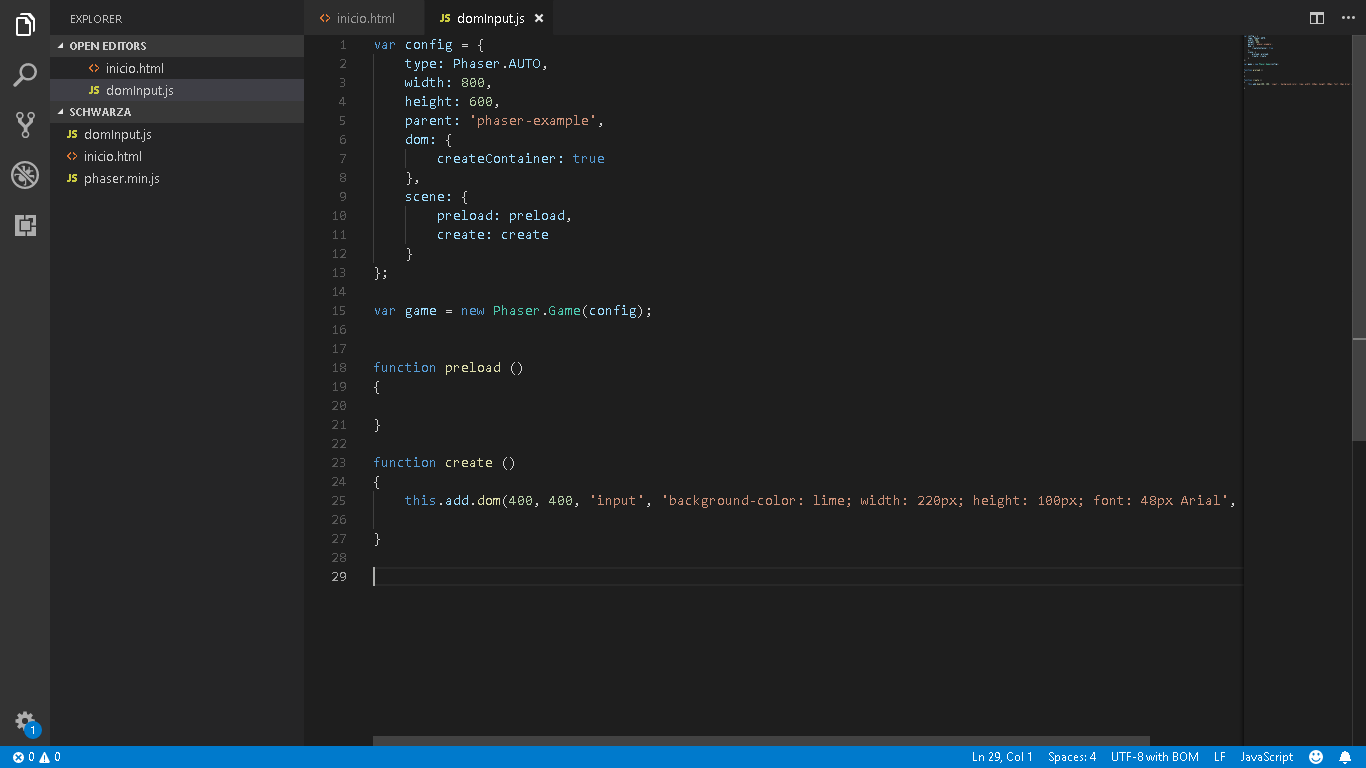 EXPLORER
OPEN EDITORS
<> inicio.html
JS domInput.js
SCHWARZA
JS domInput.js
<> inicio.html
JS phaser.min.js
1
<> inicio.html JS domInput.js ×
1 var config = {
2     type: Phaser.AUTO,
3     width: 800,
4     height: 600,
5     parent: 'phaser-example',
6     dom: {
7         createContainer: true
8     },
9     scene: {
10         preload: preload,
11         create: create
12     }
13 };
14
15 var game = new Phaser.Game(config);
16
17
18 function preload ()
19 {
20
21 }
22
23 function create ()
24 {
25     this.add.dom(400, 400, 'input', 'background-color: lime; width: 220px; height: 100px; font: 48px Arial',
26
27 }
28
29
0 0 Ln 29, Col 1 Spaces: 4 UTF-8 with BOM LF JavaScript